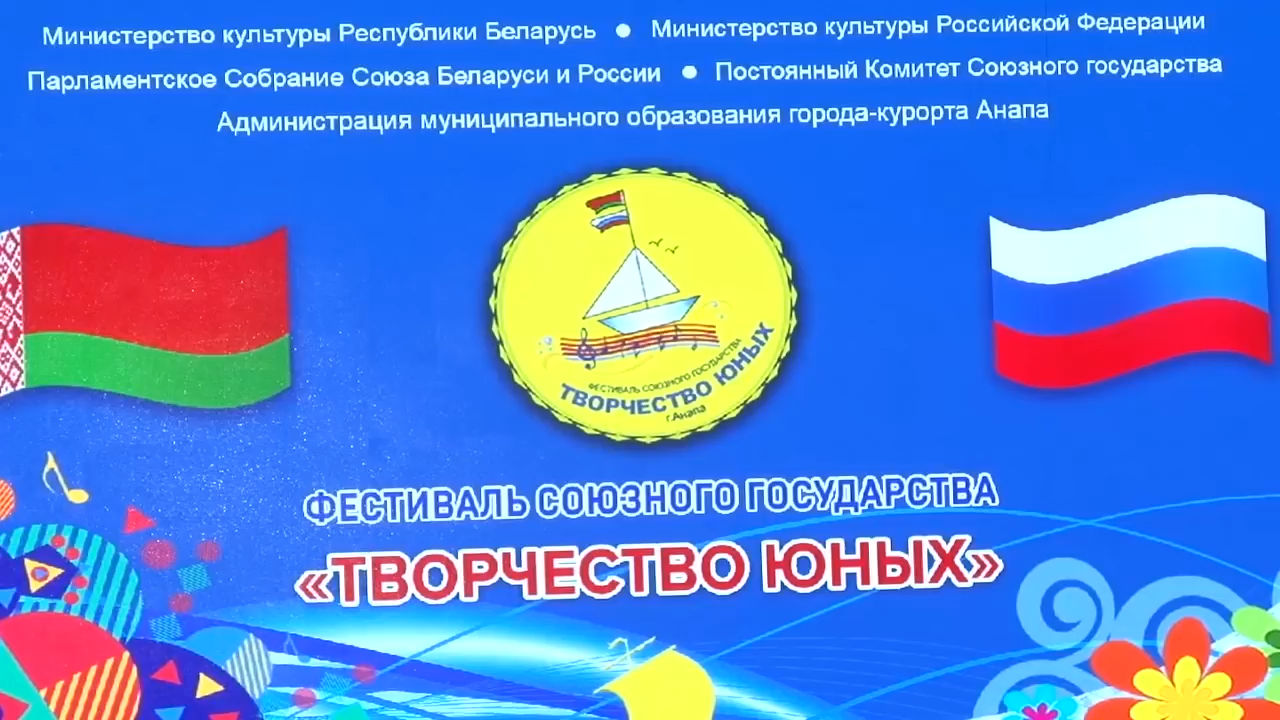 Министерство культуры Республики Беларусь ● Министерство культуры Российской Федерации
Парламентское Собрание Союза Беларуси и России ● Постоянный Комитет Союзного государства
Администрация муниципального образования города-курорта Анапа
ФЕСТИВАЛЬ СОЮЗНОГО ГОСУДАРСТВА
ТВОРЧЕСТВО ЮНЫХ
г.Анапа
ФЕСТИВАЛЬ СОЮЗНОГО ГОСУДАРСТВА
«ТВОРЧЕСТВО ЮНЫХ»